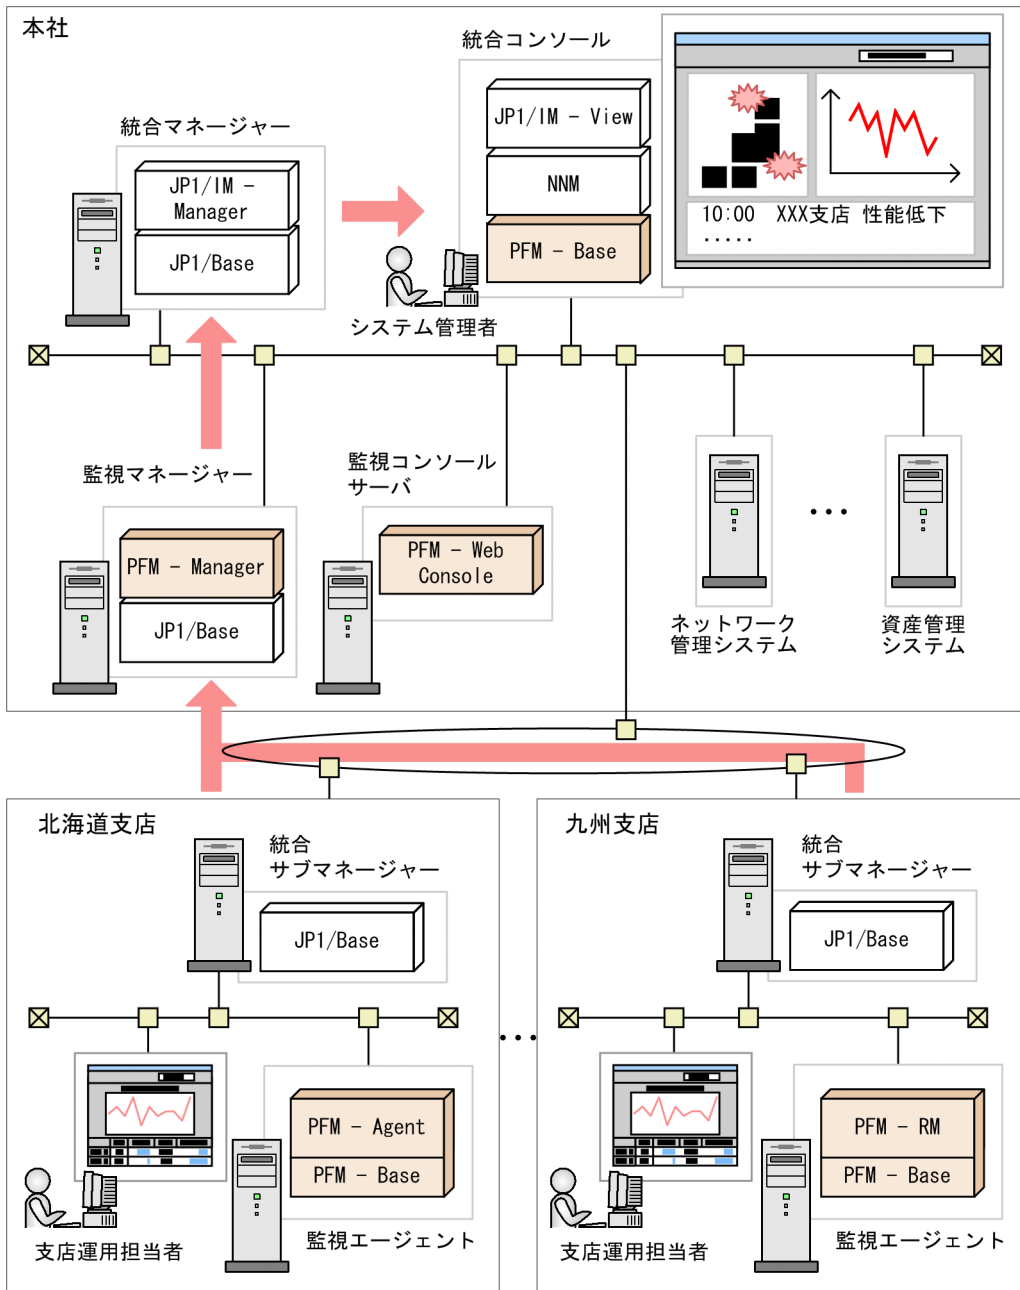 本社
統合コンソール
JP1/IM - View
NNM
PFM - Base
10:00 XXX支店 性能低下
.....
統合マネージャー
JP1/IM -
Manager
JP1/Base
システム管理者
監視マネージャー
PFM - Manager
JP1/Base
監視コンソール
サーバ
PFM - Web
Console
ネットワーク
管理システム
...
資産管理
システム
北海道支店
統合
サブマネージャー
JP1/Base
PFM - Agent
PFM - Base
支店運用担当者
監視エージェント
...
九州支店
統合
サブマネージャー
JP1/Base
PFM - RM
PFM - Base
支店運用担当者
監視エージェント